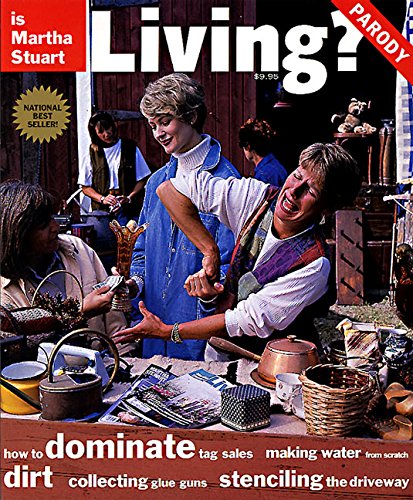 is
Martha
Stuart
Living?
PARODY
$9.95
NATIONAL
BEST
SELLER!
how to dominate tag sales making water from scratch
dirt collecting glue guns stenciling the driveway